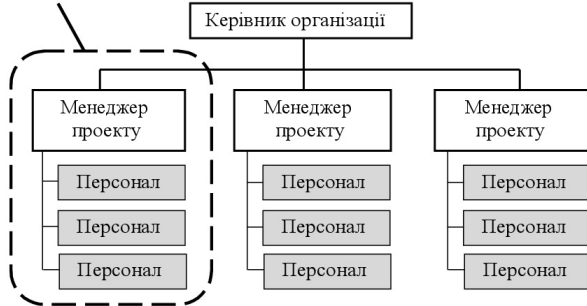 Керівник організації
Менеджер
проекту
Персонал
Персонал
Персонал
Менеджер
проекту
Персонал
Персонал
Персонал
Менеджер
проекту
Персонал
Персонал
Персонал